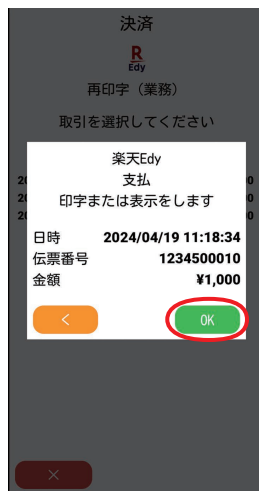 決済
R
Edy
再印字（業務）
取引を選択してください
楽天Edy
支払
印字または表示をします
日時 2024/04/19 11:18:34
伝票番号 1234500010
金額 ¥1,000
< OK
×